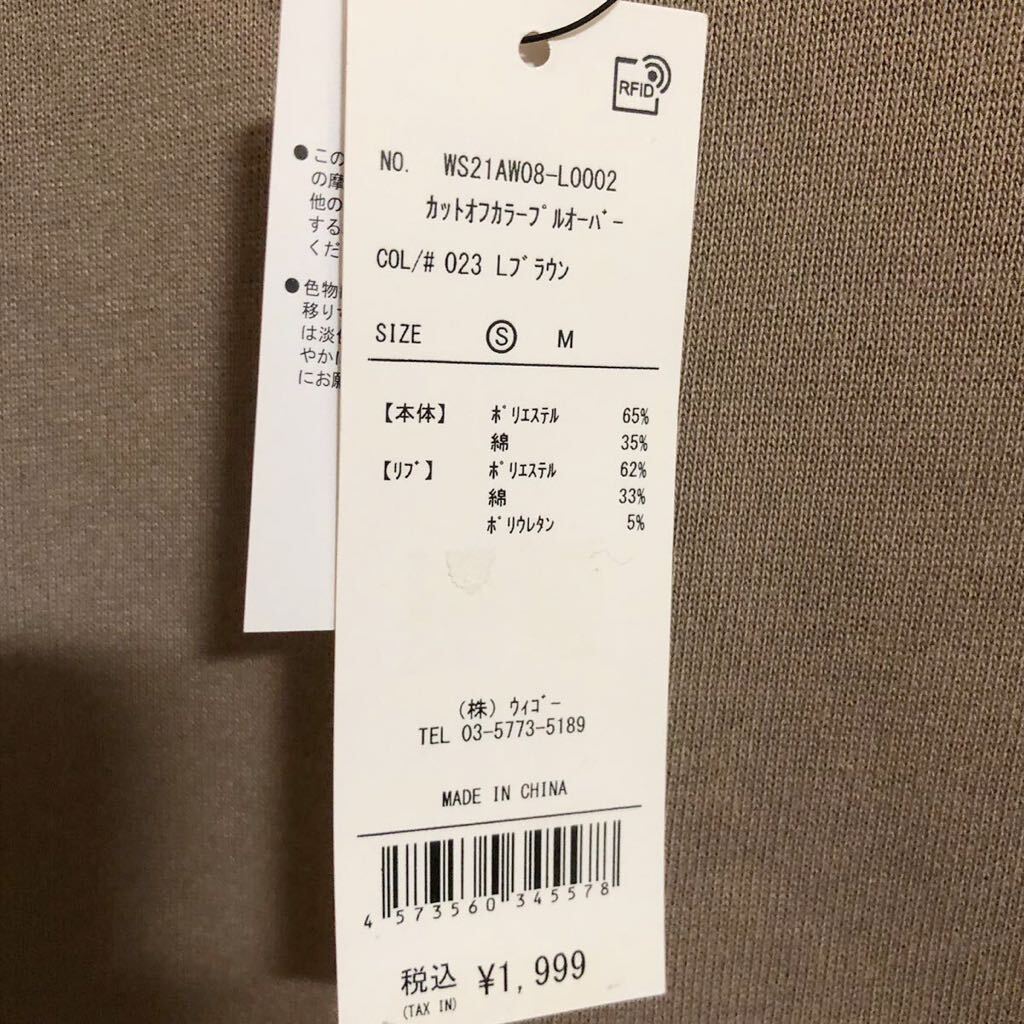 RFID
NO. WS21AW08-L0002
カットオフカラープルオーバー
COL/# 023 Lブラウン
SIZE S M
【本体】 ポリエステル 65%
綿 35%
【リブ】 ポリエステル 62%
綿 33%
ポリウレタン 5%
(株) ウィゴー
TEL 03-5773-5189
MADE IN CHINA
4 573560 345578
税込 ¥1,999
(TAX IN)
●この
の摩
他の
する
くだ
●色物
移り
は淡
やか
にお願